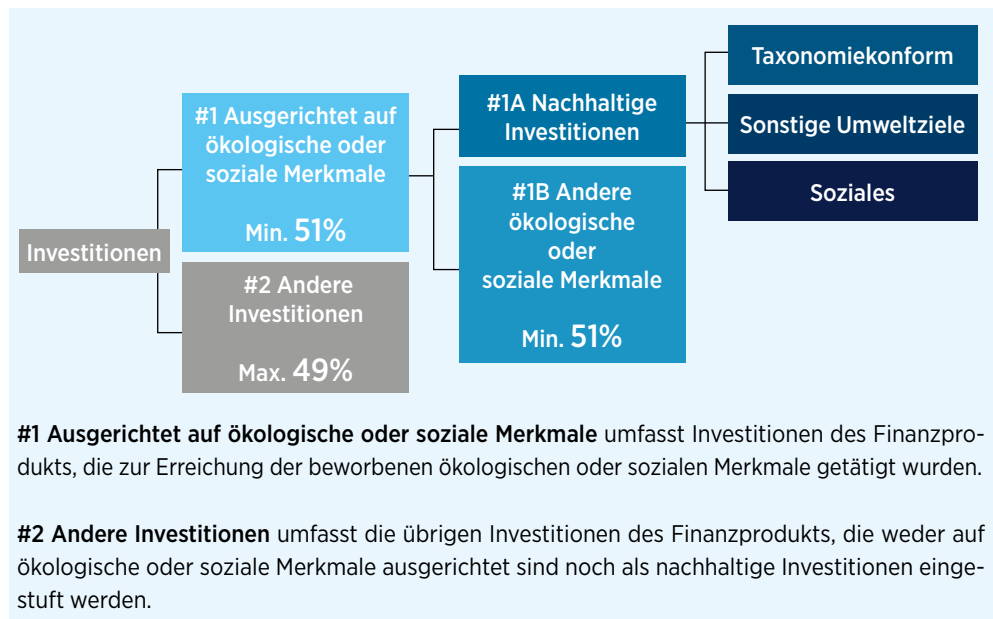 Investitionen
#1 Ausgerichtet auf
ökologische oder
soziale Merkmale
Min. 51%
#2 Andere
Investitionen
Max. 49%
#1A Nachhaltige
Investitionen
#1B Andere
ökologische
oder
soziale Merkmale
Min. 51%
Taxonomiekonform
Sonstige Umweltziele
Soziales
#1 Ausgerichtet auf ökologische oder soziale Merkmale umfasst Investitionen des Finanzpro-
dukts, die zur Erreichung der beworbenen ökologischen oder sozialen Merkmale getätigt wurden.
#2 Andere Investitionen umfasst die übrigen Investitionen des Finanzprodukts, die weder auf
ökologische oder soziale Merkmale ausgerichtet sind noch als nachhaltige Investitionen einge-
stuft werden.